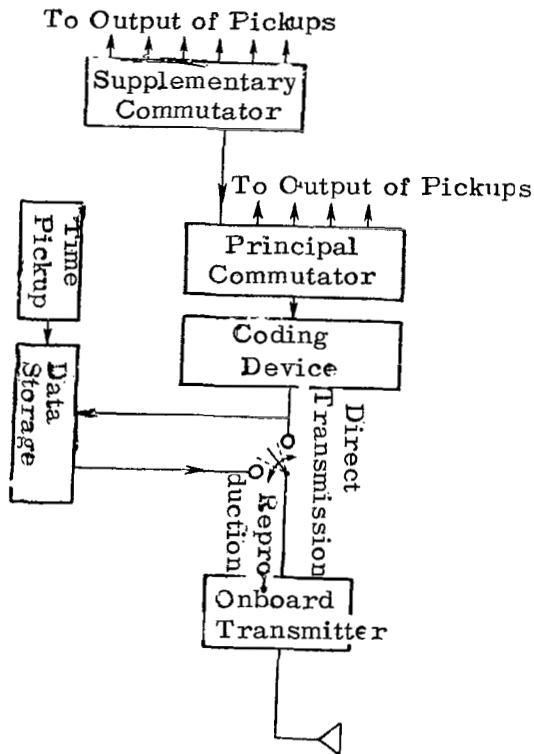 To Output of Pickups
Supplementary
Commutator
To Output of Pickups
Principal
Commutator
Time
Pickup
Coding
Device
Data
Storage
Direct
Transmission
Repro
duction
Onboard
Transmitter